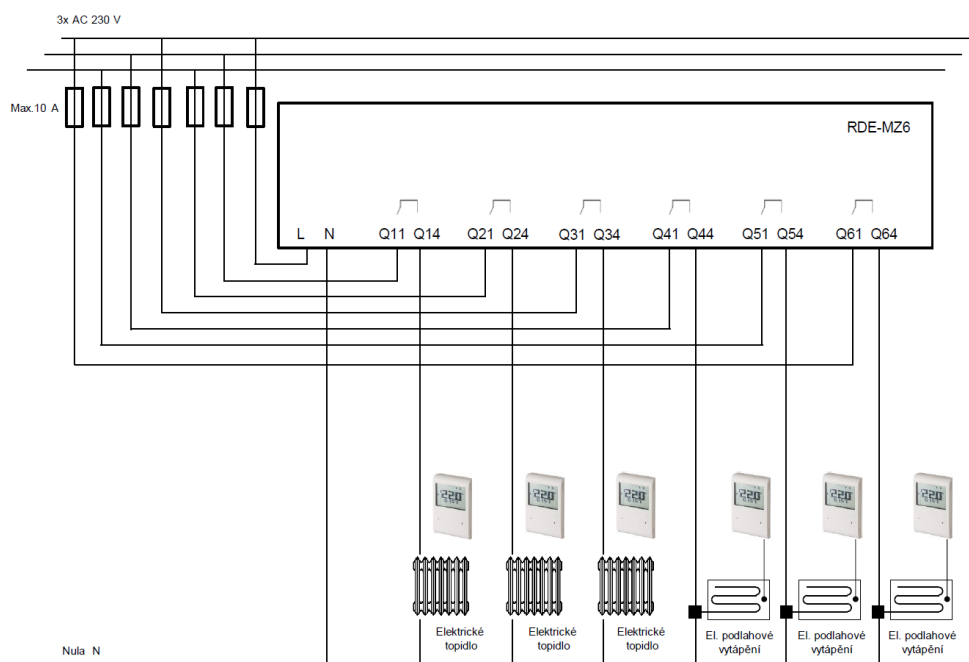 3x AC 230 V
Max.10 A
RDE-MZ6
L N Q11 Q14 Q21 Q24 Q31 Q34 Q41 Q44 Q51 Q54 Q61 Q64
Elektrické
topidlo
Elektrické
topidlo
Elektrické
topidlo
El. podlahové
vytápění
El. podlahové
vytápění
El. podlahové
vytápění
Nula N